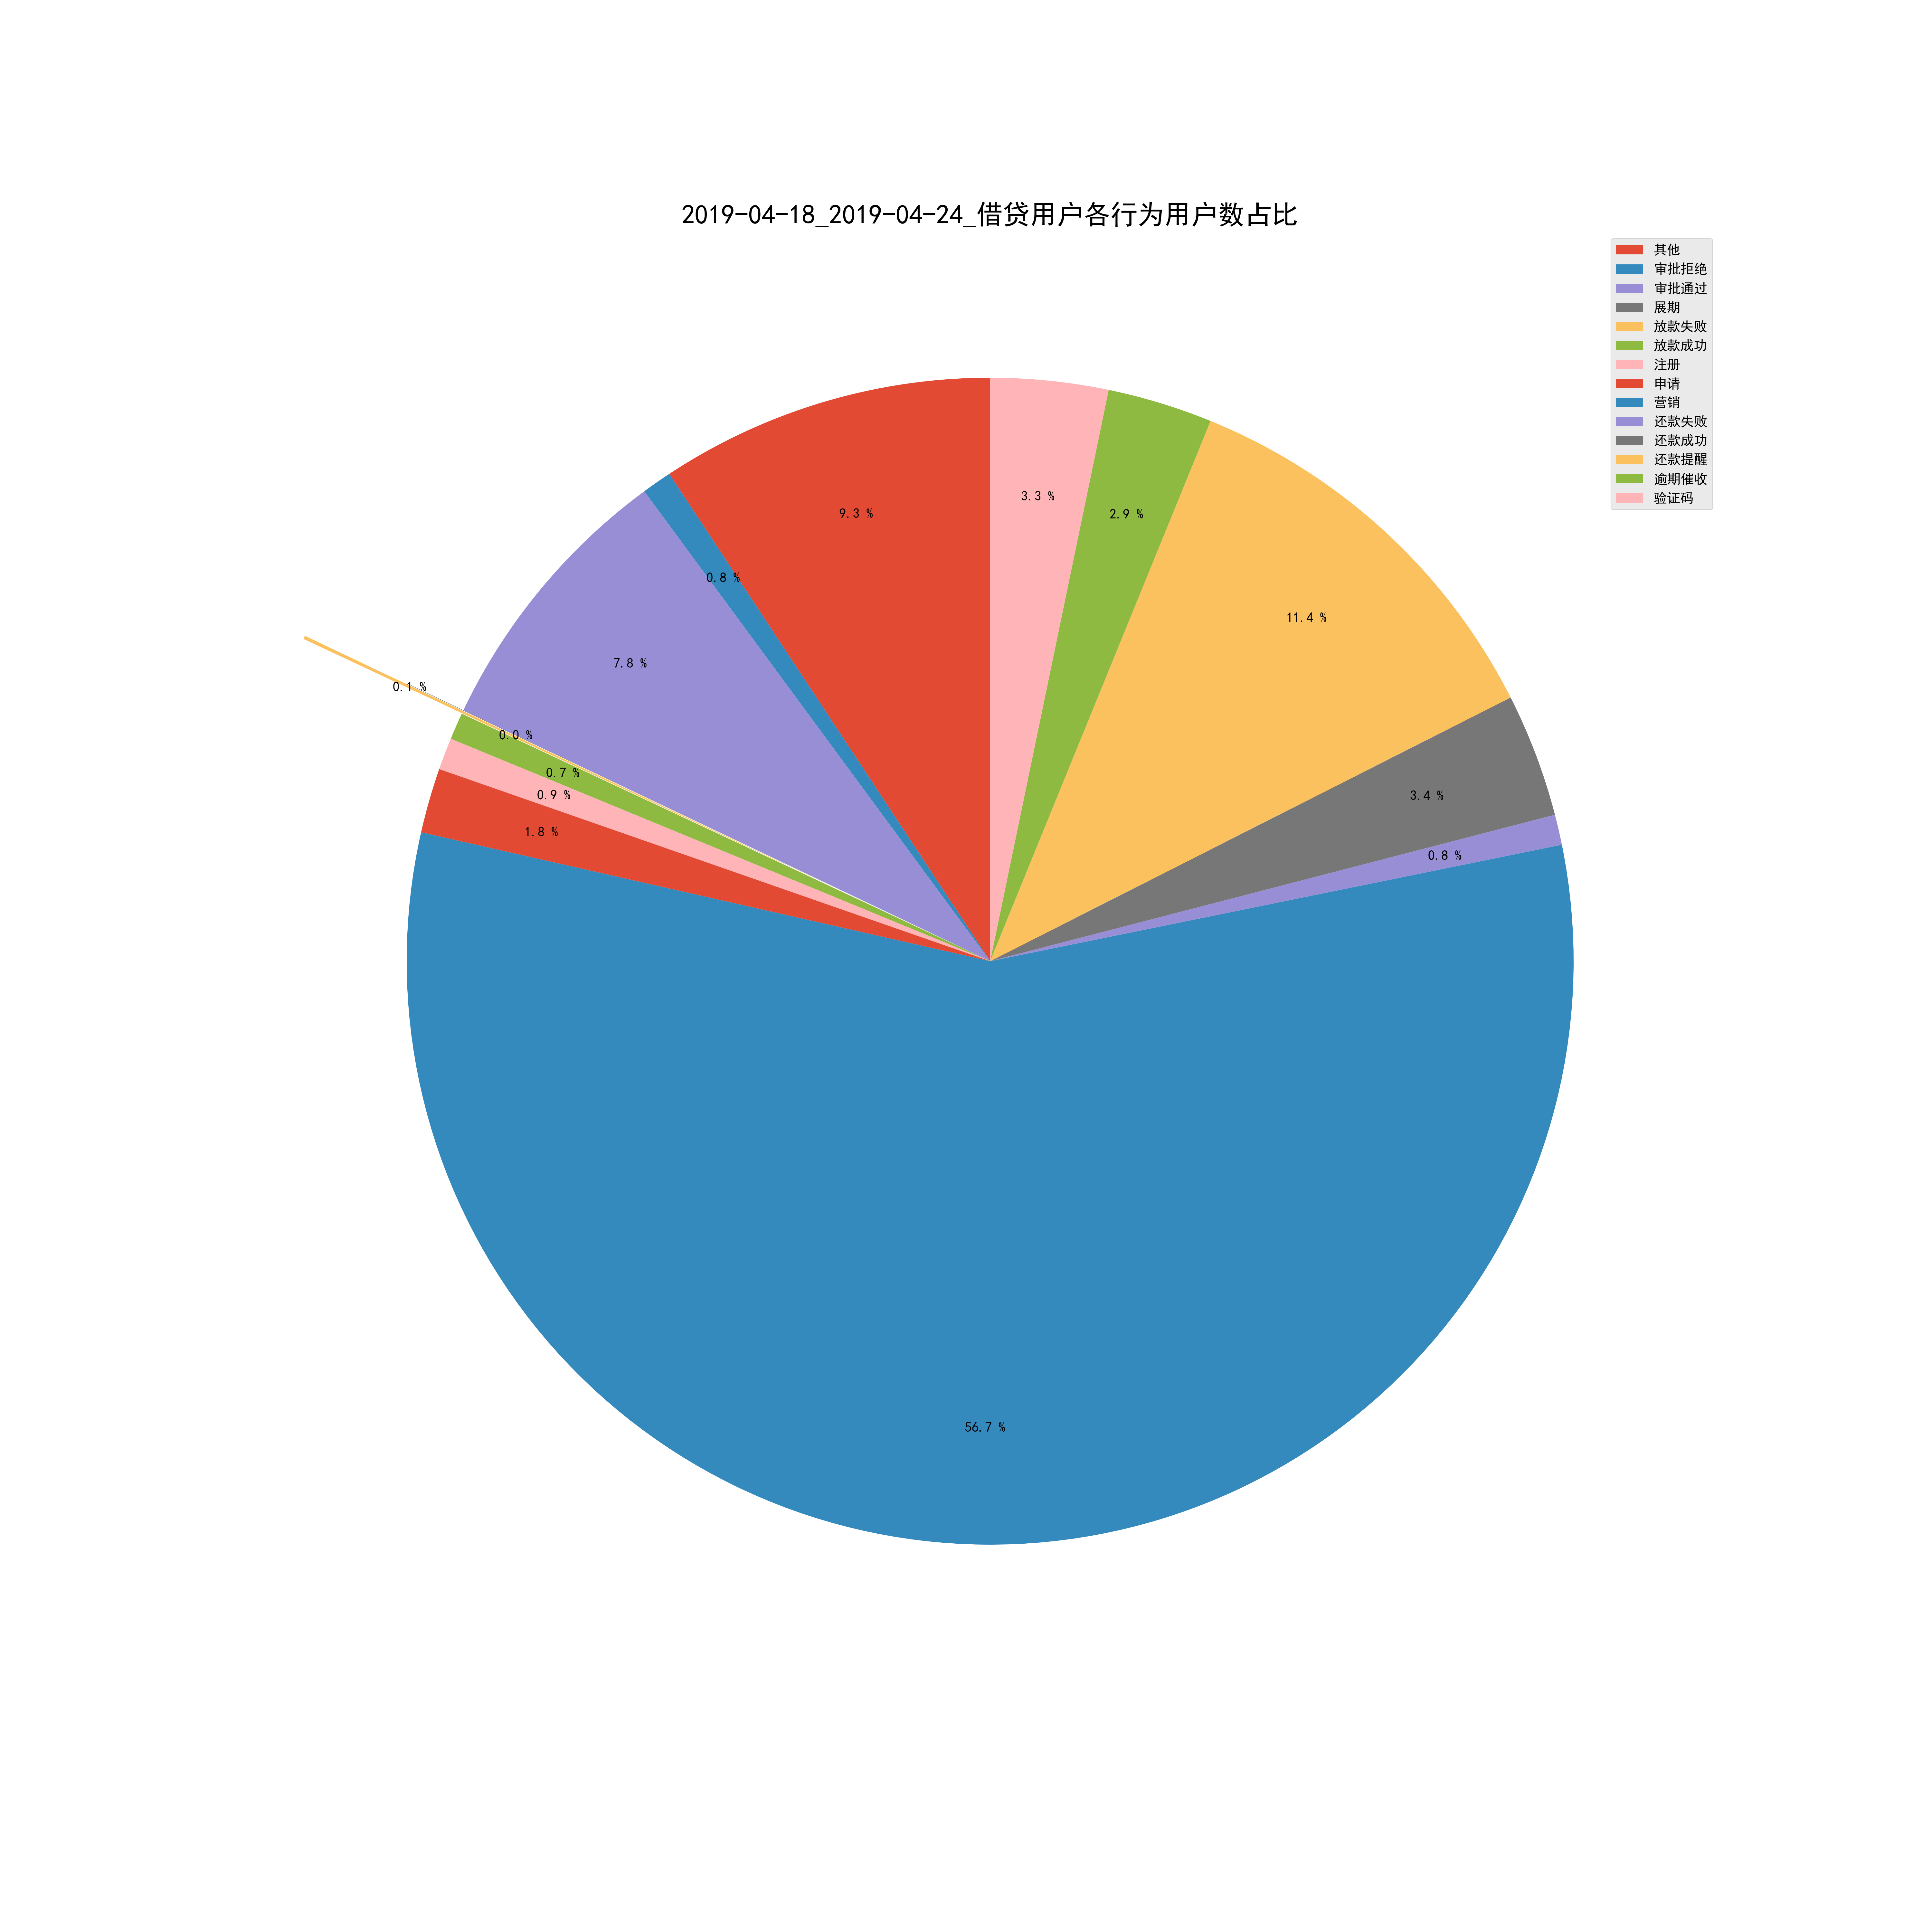 2019-04-18_2019-04-24_借贷用户各行为用户数占比
其他
审批拒绝
审批通过
展期
放款失败
放款成功
注册
申请
营销
还款失败
还款成功
还款提醒
逾期催收
验证码
3.3 %
2.9 %
9.3 %
0.8 %
11.4 %
7.8 %
0.1 %
0.0 %
0.7 %
0.9 %
3.4 %
1.8 %
0.8 %
56.7 %